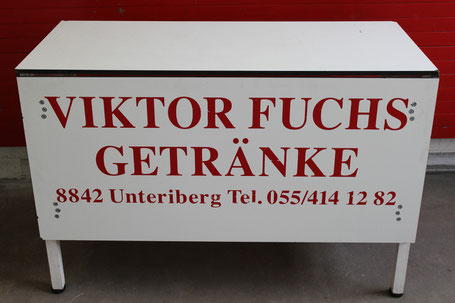 VIKTOR FUCHS
GETRÄNKE
8842 Unteriberg Tel. 055/414 12 82